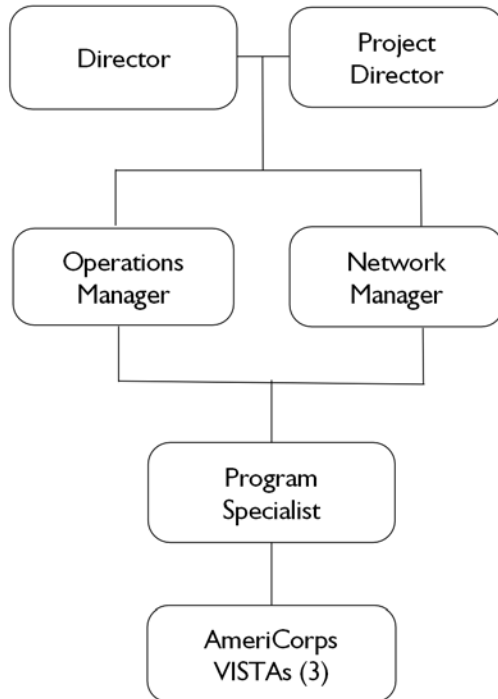 Director
Project
Director
Operations
Manager
Network
Manager
Program
Specialist
AmeriCorps
VISTAs (3)